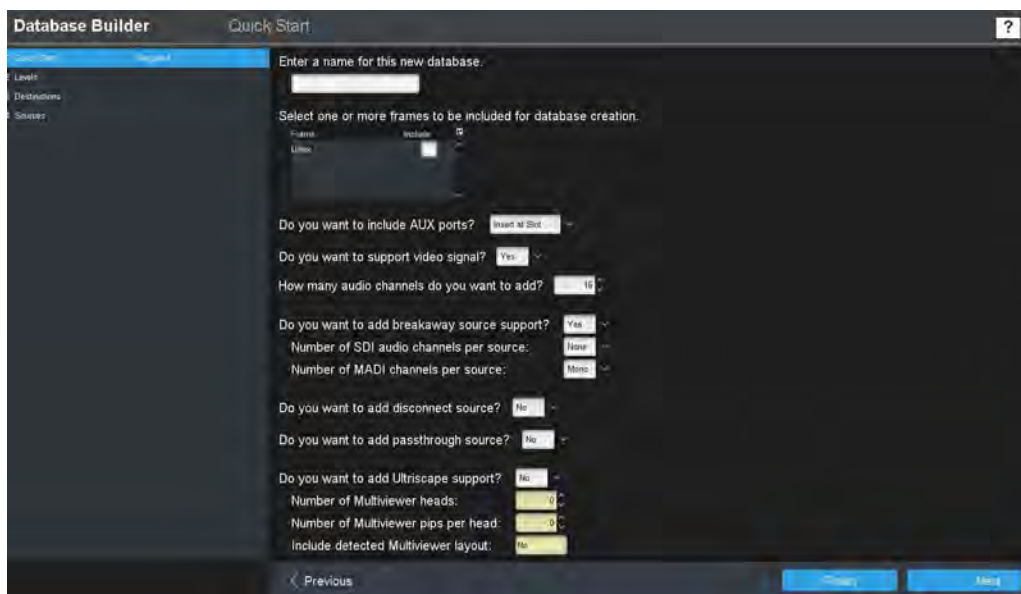 Database Builder Quick Start ?
Levels
Destinations
Sources
Enter a name for this new database.
Select one or more frames to be included for database creation.
Frame Include
Do you want to include AUX ports? Insert at Slot
Do you want to support video signal? Yes
How many audio channels do you want to add? 16
Do you want to add breakaway source support? Yes
Number of SDI audio channels per source: None
Number of MADI channels per source: Mono
Do you want to add disconnect source? No
Do you want to add passthrough source? No
Do you want to add Ultriscape support? No
Number of Multiviewer heads: 0
Number of Multiviewer pips per head: 0
Include detected Multiviewer layout: No
< Previous Next